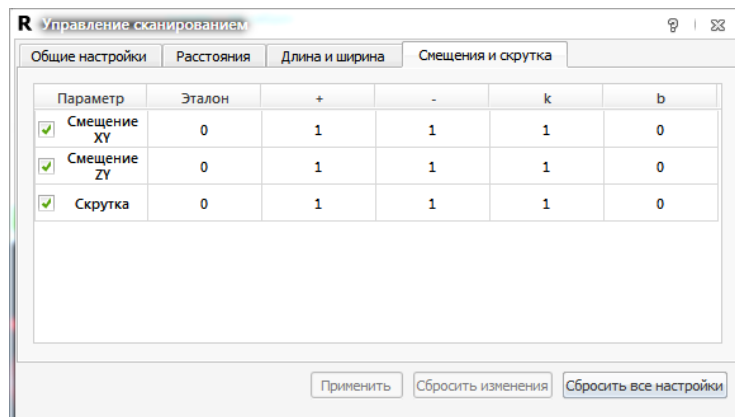 R Управление сканированием
Общие настройки Расстояния Длина и ширина Смещения и скрутка
Параметр Эталон + - k b
Смещение
XY 0 1 1 1 0
Смещение
ZY 0 1 1 1 0
Скрутка 0 1 1 1 0
Применить Сбросить изменения Сбросить все настройки